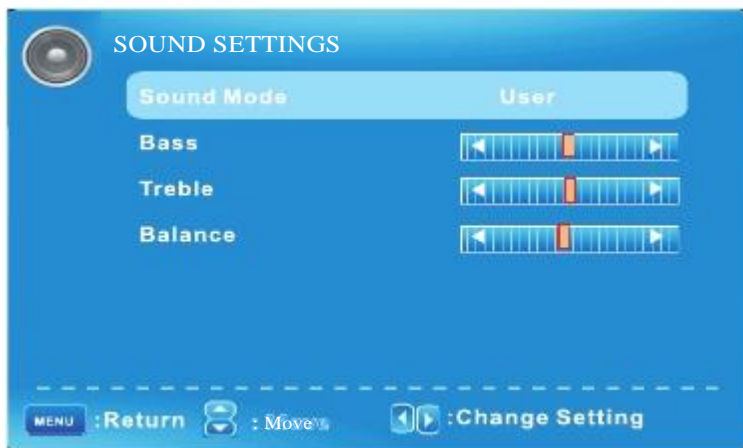 SOUND SETTINGS
Sound Mode User
Bass
Treble
Balance
MENU :Return : Move :Change Setting